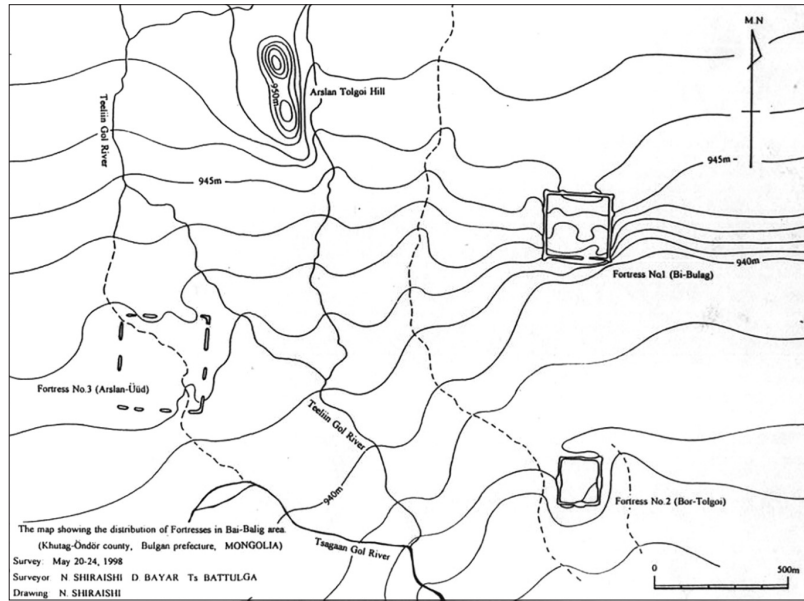 M.N
Arslan Tolgoi Hill
950m
Teeliin Gol River
945m
945m
940m
Fortress No.1 (Bi-Bulag)
Fortress No.3 (Arslan-Üüd)
Teeliin Gol River
940m
Fortress No.2 (Bor-Tolgoi)
Tsagaan Gol River
The map showing the distribution of Fortresses in Bai-Balig area.
(Khutag-Öndör county, Bulgan prefecture, MONGOLIA)
Survey: May 20-24, 1998
Surveyor N SHIRAISHI D BAYAR Ts BATTULGA
Drawing N. SHIRAISHI
0 500m